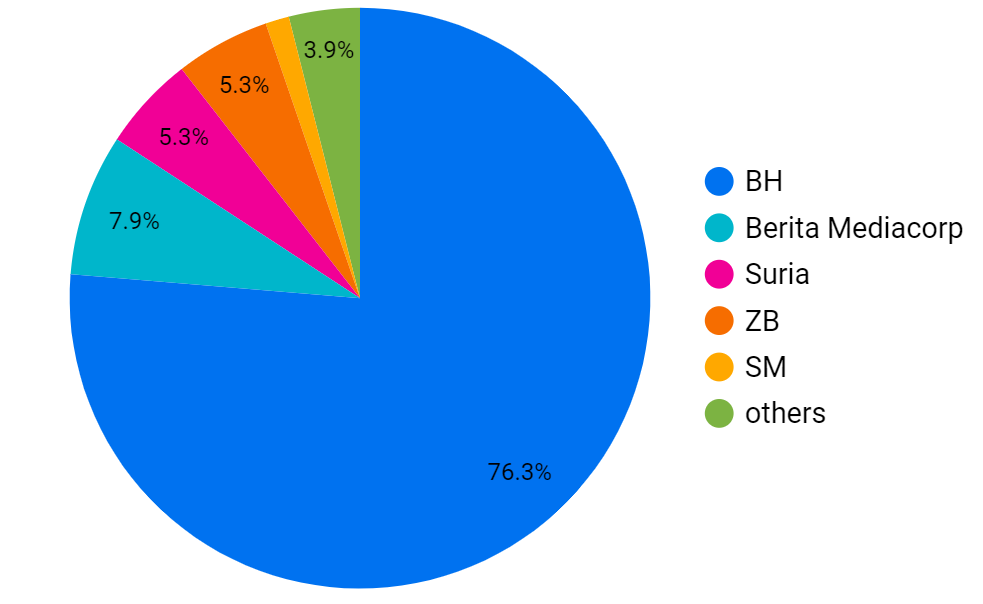 3.9%
5.3%
5.3%
7.9%
76.3%
BH
Berita Mediacorp
Suria
ZB
SM
others